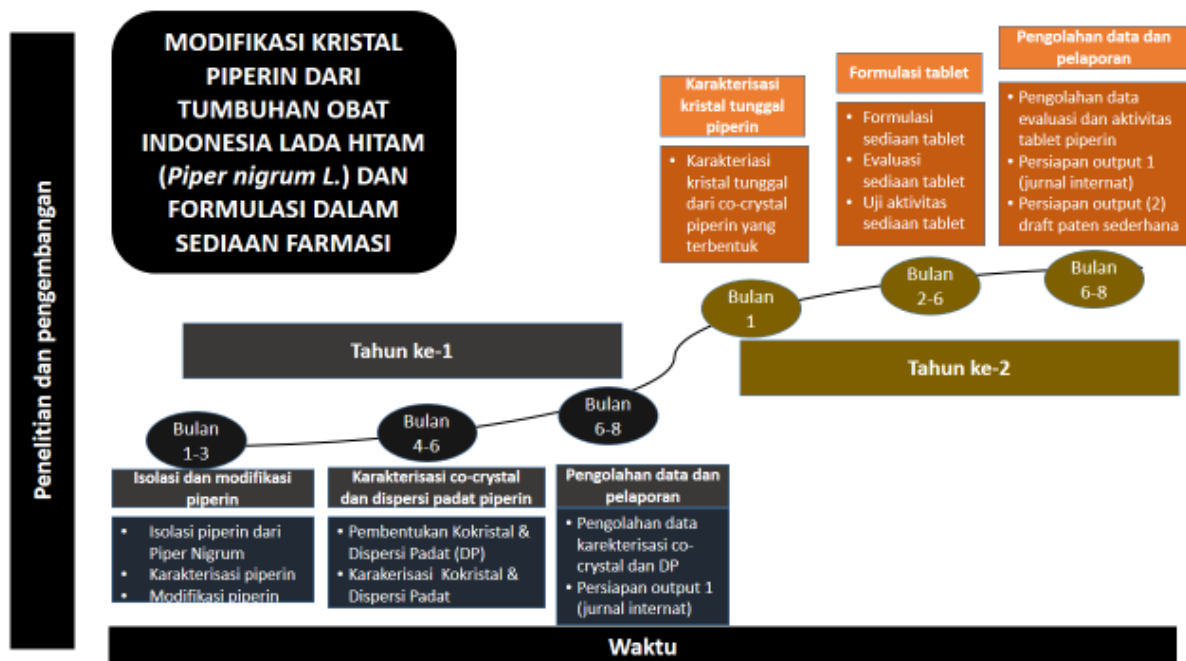 Penelitian dan pengembangan
MODIFIKASI KRISTAL
PIPERIN DARI
TUMBUHAN OBAT
INDONESIA LADA HITAM
(Piper nigrum L.) DAN
FORMULASI DALAM
SEDIAAN FARMASI
Tahun ke-1
Bulan
1-3
Isolasi dan modifikasi
piperin
• Isolasi piperin dari
Piper Nigrum
• Karakterisasi piperin
• Modifikasi piperin
Bulan
4-6
Karakterisasi co-crystal
dan dispersi padat piperin
• Pembentukan Kokristal &
Dispersi Padat (DP)
• Karakerisasi Kokristal &
Dispersi Padat
Bulan
6-8
Pengolahan data dan
pelaporan
• Pengolahan data
karekterisasi co-
crystal dan DP
• Persiapan output 1
(jurnal internat)
Karakterisasi
kristal tunggal
piperin
• Karakteriasi
kristal tunggal
dari co-crystal
piperin yang
terbentuk
Bulan
1
Formulasi tablet
• Formulasi
sediaan tablet
• Evaluasi
sediaan tablet
• Uji aktivitas
sediaan tablet
Bulan
2-6
Pengolahan data dan
pelaporan
• Pengolahan data
evaluasi dan aktivitas
tablet piperin
• Persiapan output 1
(jurnal internat)
• Persiapan output (2)
draft paten sederhana
Bulan
6-8
Tahun ke-2
Waktu